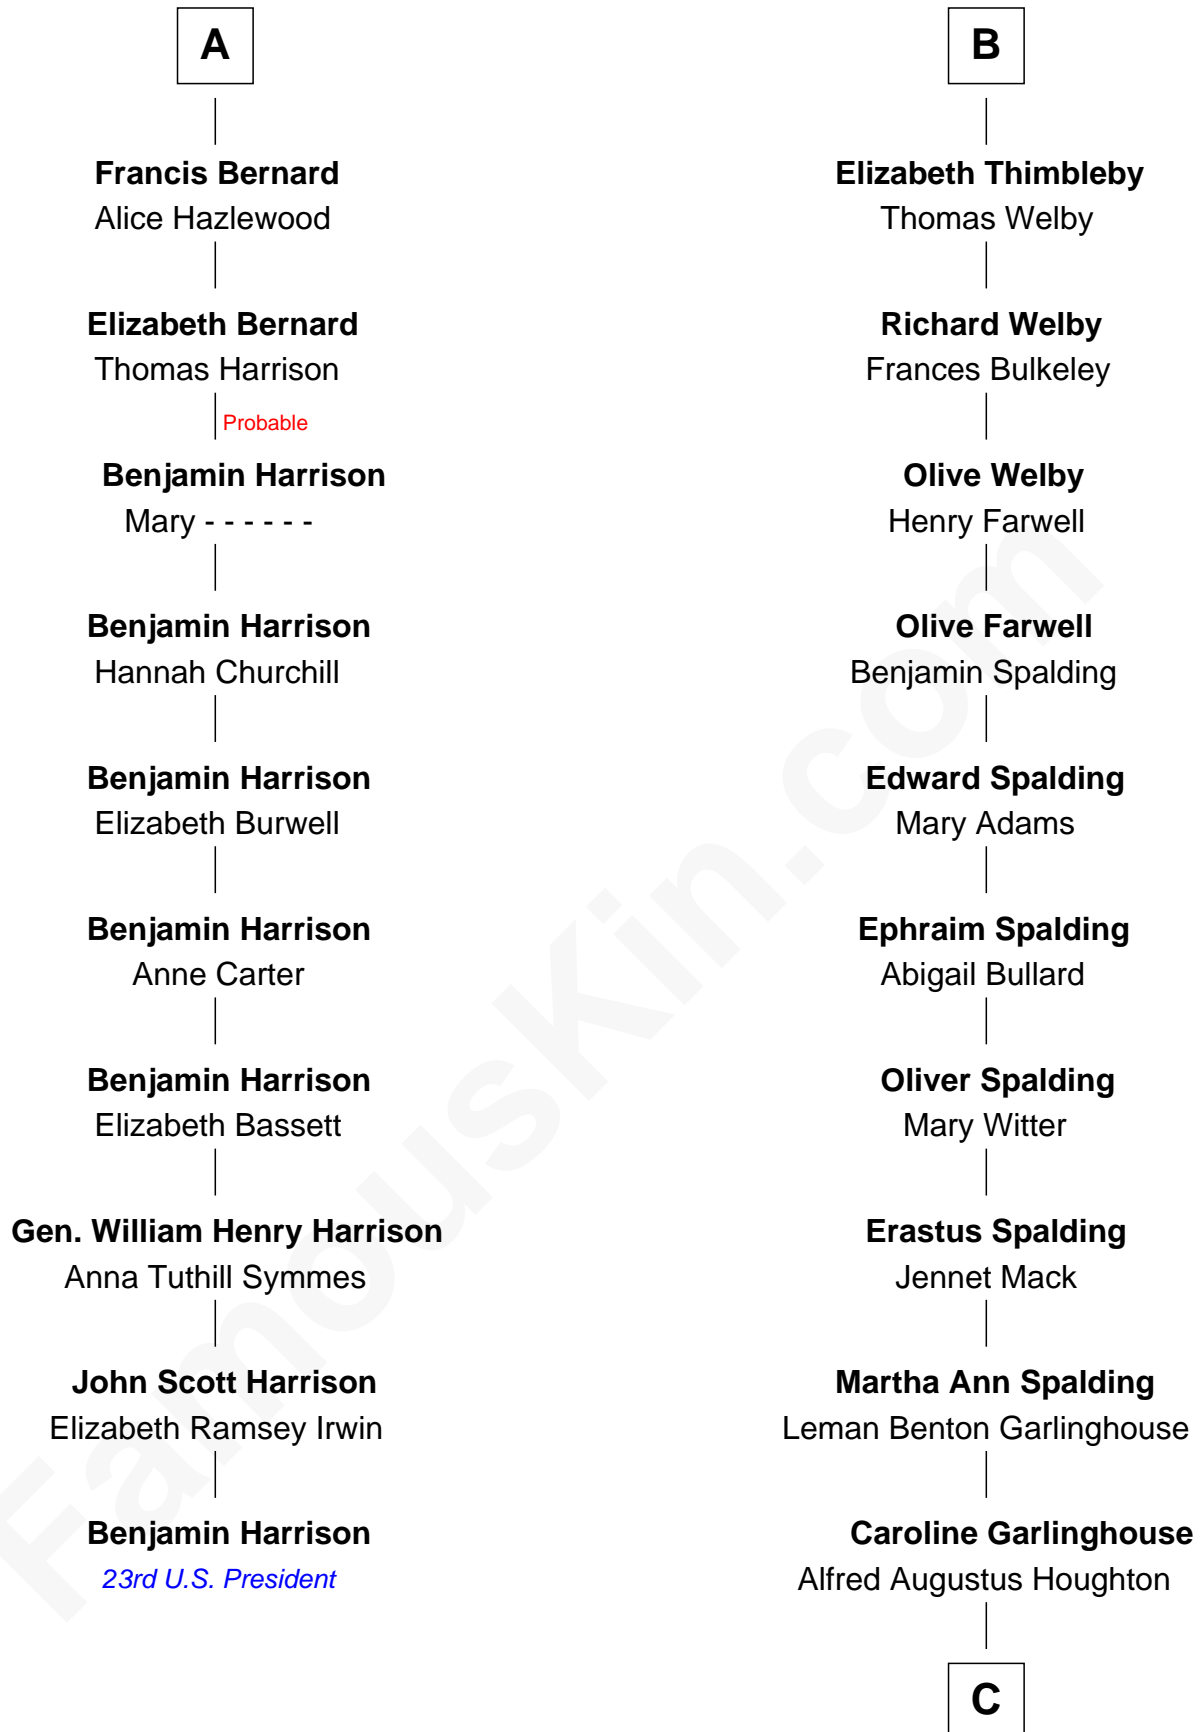 A
Francis Bernard
Alice Hazlewood
Elizabeth Bernard
Thomas Harrison
Probable
Benjamin Harrison
Mary - - - - - -
Benjamin Harrison
Hannah Churchill
Benjamin Harrison
Elizabeth Burwell
Benjamin Harrison
Anne Carter
Benjamin Harrison
Elizabeth Bassett
Gen. William Henry Harrison
Anna Tuthill Symmes
John Scott Harrison
Elizabeth Ramsey Irwin
Benjamin Harrison
23rd U.S. President
B
Elizabeth Thimbleby
Thomas Welby
Richard Welby
Frances Bulkeley
Olive Welby
Henry Farwell
Olive Farwell
Benjamin Spalding
Edward Spalding
Mary Adams
Ephraim Spalding
Abigail Bullard
Oliver Spalding
Mary Witter
Erastus Spalding
Jennet Mack
Martha Ann Spalding
Leman Benton Garlinghouse
Caroline Garlinghouse
Alfred Augustus Houghton
C
FamousKin.com